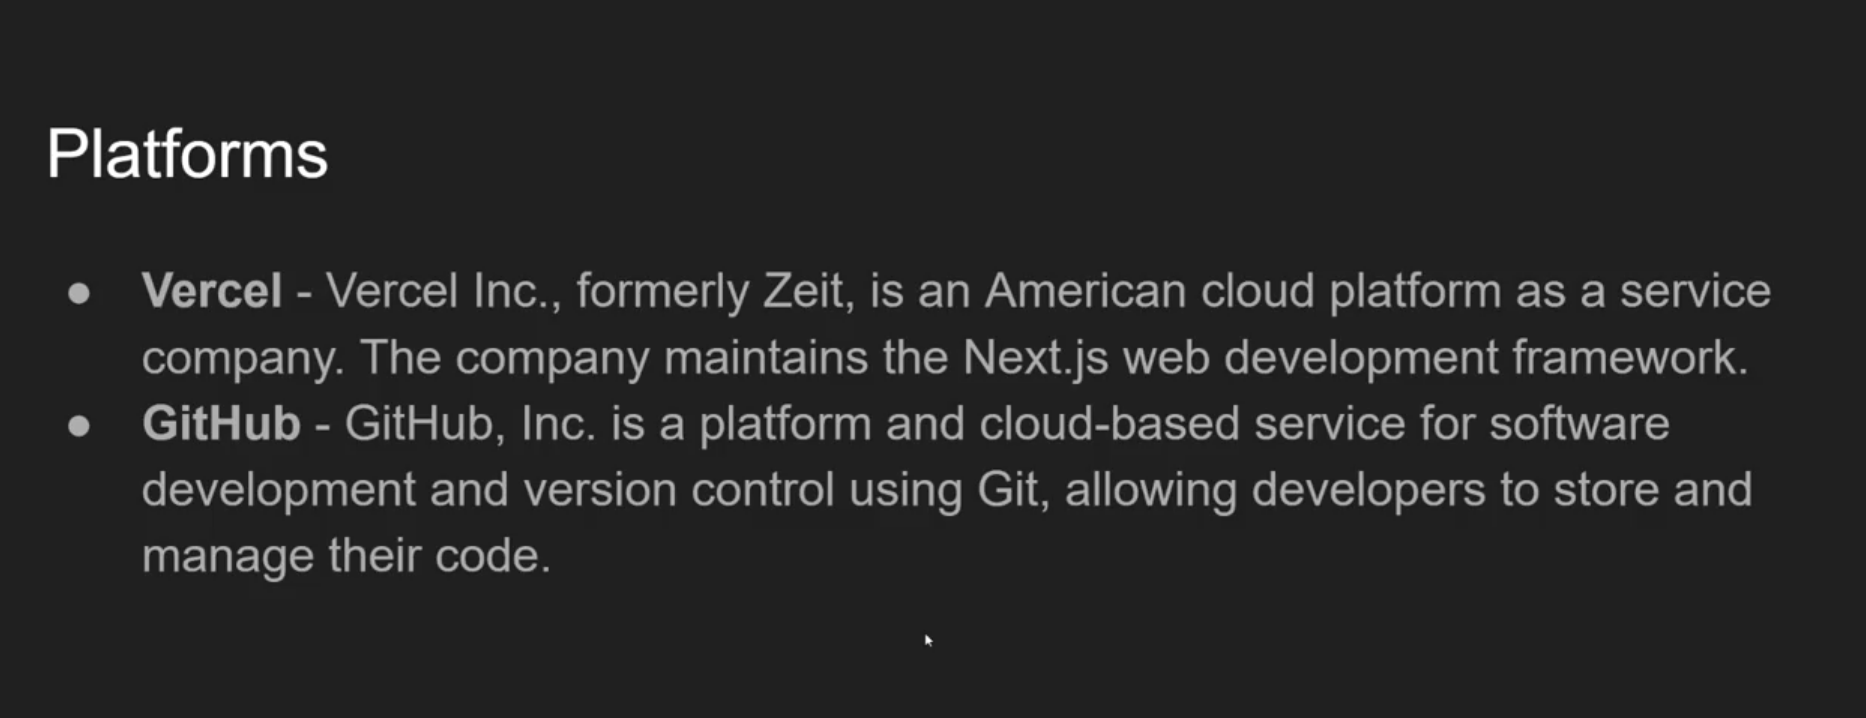 Platforms
● Vercel - Vercel Inc., formerly Zeit, is an American cloud platform as a service
company. The company maintains the Next.js web development framework.
● GitHub - GitHub, Inc. is a platform and cloud-based service for software
development and version control using Git, allowing developers to store and
manage their code.